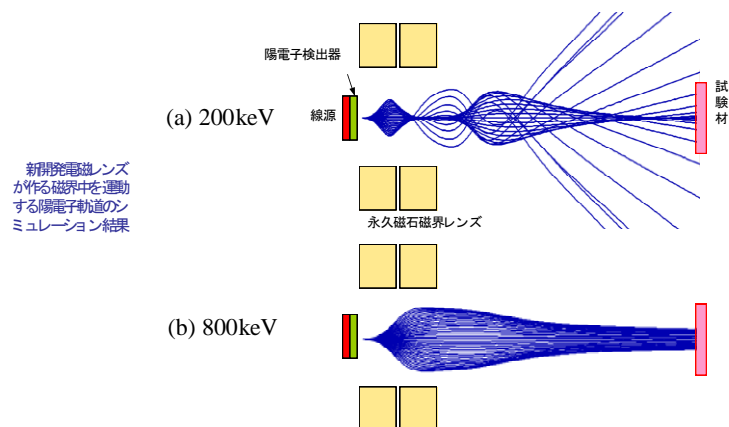 陽電子検出器
(a) 200keV
線源
試
験
材
新開発電磁レンズ
が作る磁界中を運動
する陽電子軌道のシ
ミュレーション結果
永久磁石磁界レンズ
(b) 800keV